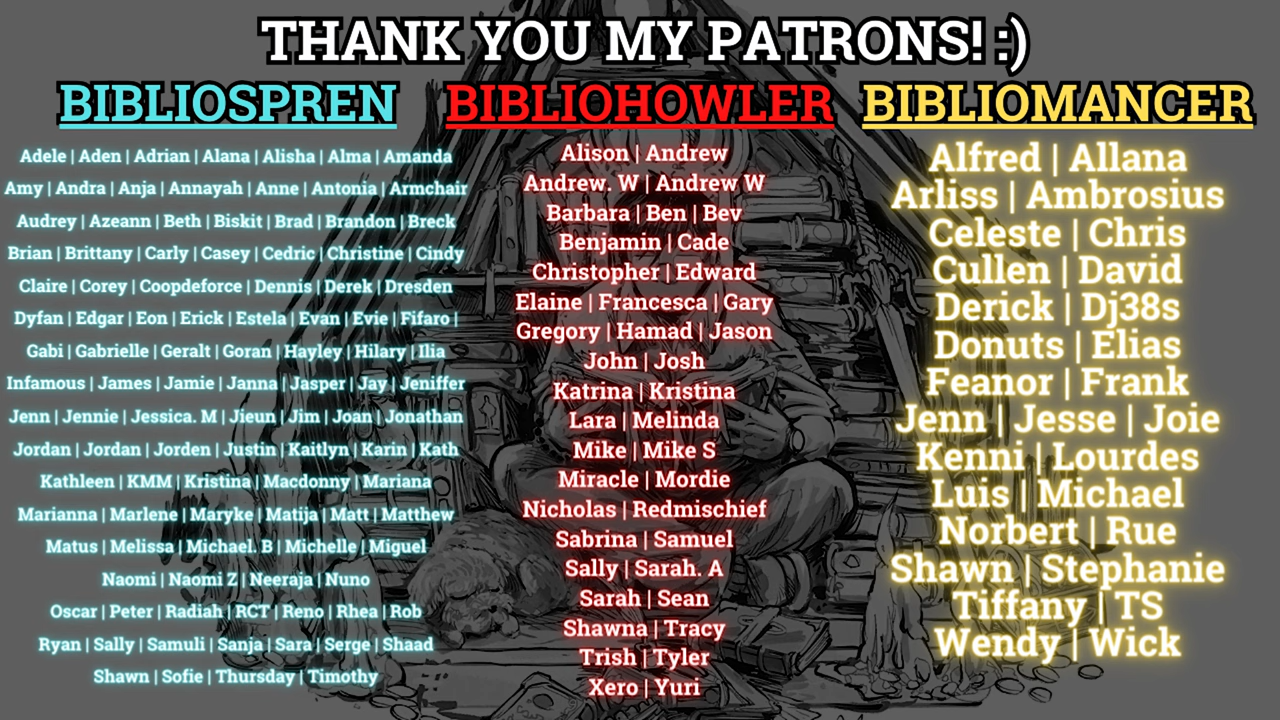 THANK YOU MY PATRONS! :)
BIBLIOSPREN
Adele | Aden | Adrian | Alana | Alisha | Alma | Amanda
Amy | Andra | Anja | Annayah | Anne | Antonia | Armchair
Audrey | Azeann | Beth | Biskit | Brad | Brandon | Breck
Brian | Brittany | Carly | Casey | Cedric | Christine | Cindy
Claire | Corey | Coopdeforce | Dennis | Derek | Dresden
Dyfan | Edgar | Eon | Erick | Estela | Evan | Evie | Fifaro |
Gabi | Gabrielle | Geralt | Goran | Hayley | Hilary | Ilia
Infamous | James | Jamie | Janna | Jasper | Jay | Jeniffer
Jenn | Jennie | Jessica. M | Jieun | Jim | Joan | Jonathan
Jordan | Jordan | Jorden | Justin | Kaitlyn | Karin | Kath
Kathleen | KMM | Kristina | Macdonny | Mariana
Marianna | Marlene | Maryke | Matija | Matt | Matthew
Matus | Melissa | Michael. B | Michelle | Miguel
Naomi | Naomi Z | Neeraja | Nuno
Oscar | Peter | Radiah | RCT | Reno | Rhea | Rob
Ryan | Sally | Samuli | Sanja | Sara | Serge | Shaad
Shawn | Sofie | Thursday | Timothy
BIBLIOHOWLER
Alison | Andrew
Andrew. W | Andrew W
Barbara | Ben | Bev
Benjamin | Cade
Christopher | Edward
Elaine | Francesca | Gary
Gregory | Hamad | Jason
John | Josh
Katrina | Kristina
Lara | Melinda
Mike | Mike S
Miracle | Mordie
Nicholas | Redmischief
Sabrina | Samuel
Sally | Sarah. A
Sarah | Sean
Shawna | Tracy
Trish | Tyler
Xero | Yuri
BIBLIOMANCER
Alfred | Allana
Arliss | Ambrosius
Celeste | Chris
Cullen | David
Derick | Dj38s
Donuts | Elias
Feanor | Frank
Jenn | Jesse | Joie
Kenni | Lourdes
Luis | Michael
Norbert | Rue
Shawn | Stephanie
Tiffany | TS
Wendy | Wick